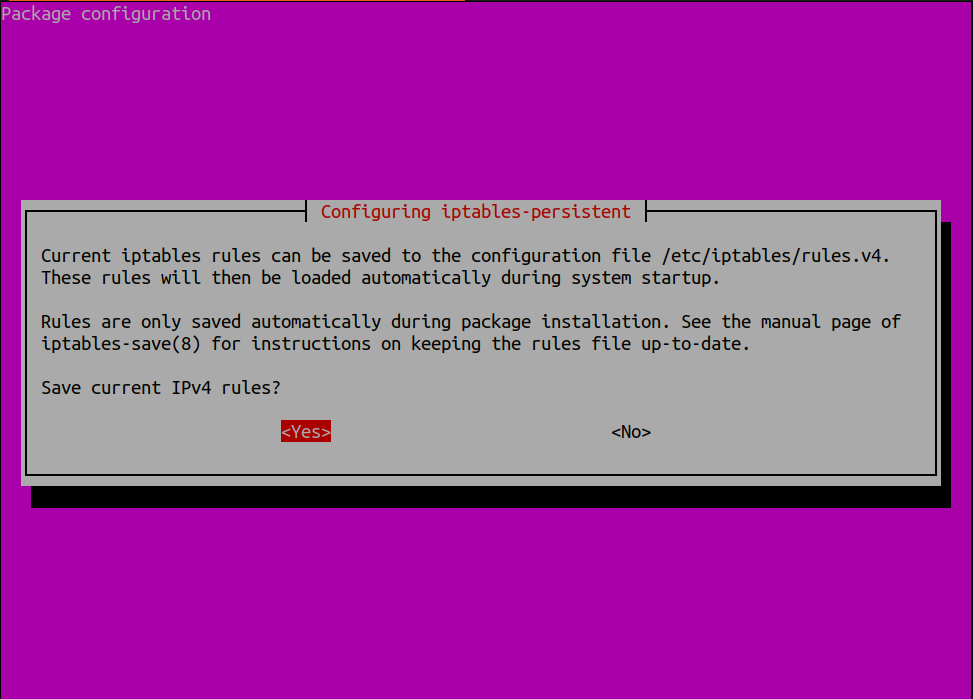 Package configuration
Configuring iptables-persistent
Current iptables rules can be saved to the configuration file /etc/iptables/rules.v4.
These rules will then be loaded automatically during system startup.
Rules are only saved automatically during package installation. See the manual page of
iptables-save(8) for instructions on keeping the rules file up-to-date.
Save current IPv4 rules?
<Yes> <No>